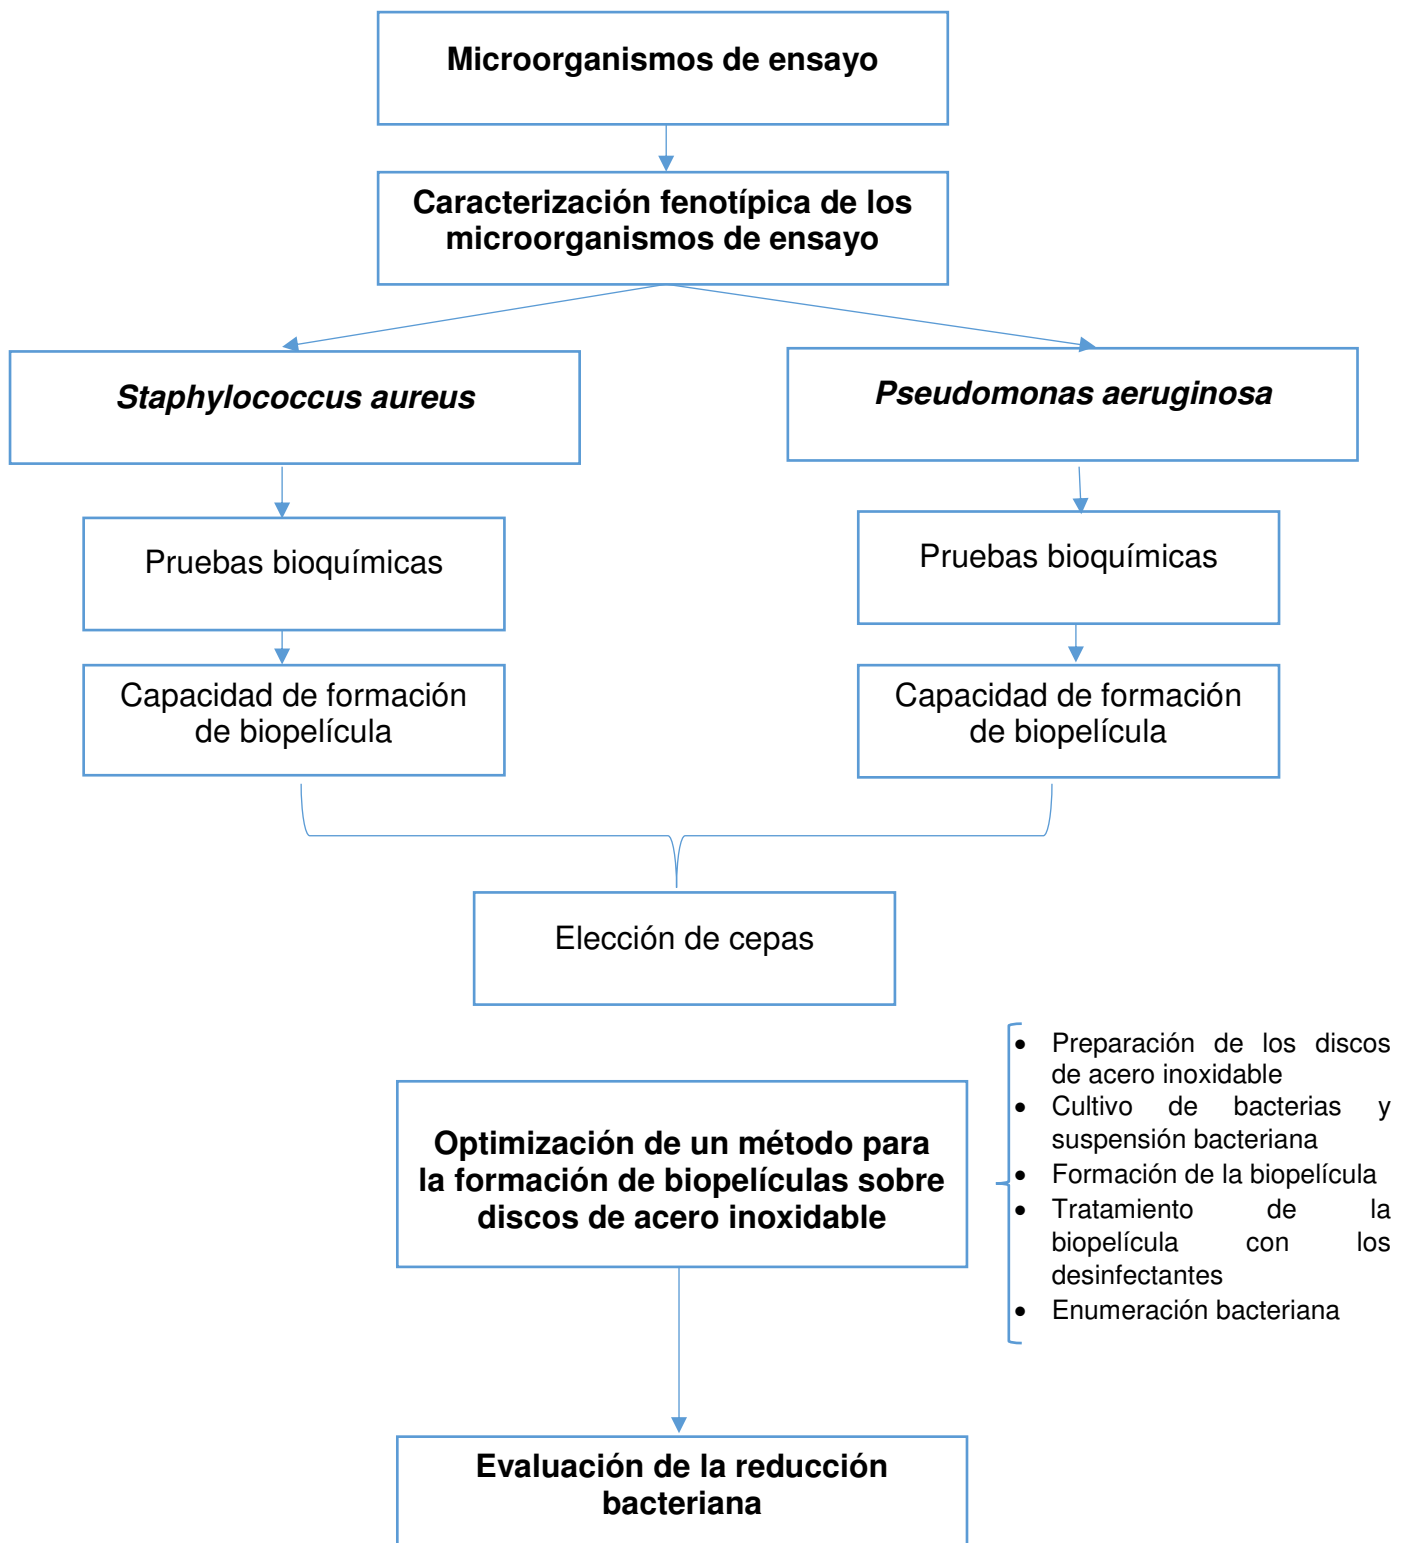 Microorganismos de ensayo
Caracterización fenotípica de los
microorganismos de ensayo
Staphylococcus aureus
Pseudomonas aeruginosa
Pruebas bioquímicas
Pruebas bioquímicas
Capacidad de formación
de biopelícula
Capacidad de formación
de biopelícula
Elección de cepas
Optimización de un método para
la formación de biopelículas sobre
discos de acero inoxidable
• Preparación de los discos
de acero inoxidable
• Cultivo de bacterias y
suspensión bacteriana
• Formación de la biopelícula
• Tratamiento de la
biopelícula con los
desinfectantes
• Enumeración bacteriana
Evaluación de la reducción
bacteriana